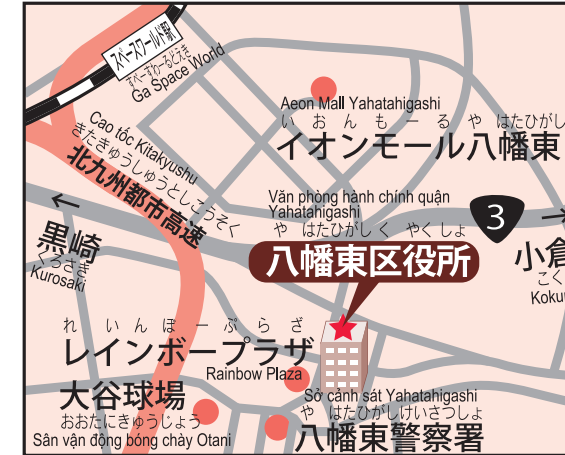 スペースワールド駅
すぺーすわーるどえき
Ga Space World
Aeon Mall Yahatahigashi
いおんもーる やはたひがし
イオンモール八幡東
Cao tốc Kitakyushu
きたきゅうしゅうとしこうそく
北九州都市高速
Văn phòng hành chính quận
Yahatahigashi
やはたひがしく やくしょ
八幡東区役所
3
←
黒崎
くろさき
Kurosaki
→
小倉
こく
Koku
れいんぼーぷらざ
レインボープラザ
Rainbow Plaza
大谷球場
おおたにきゅうじょう
Sân vận động bóng chày Otani
Sở cảnh sát Yahatahigashi
やはたひがしけいさつしょ
八幡東警察署